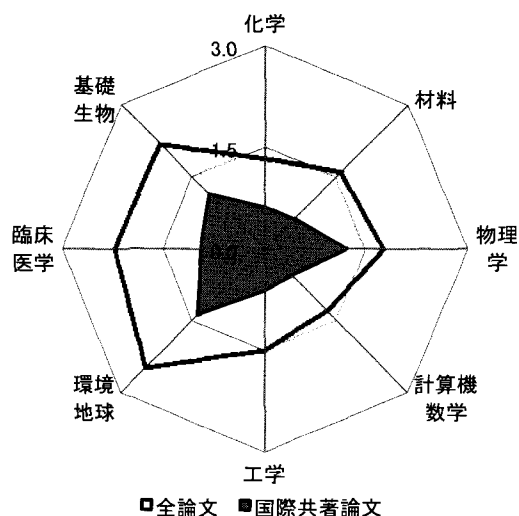 化学
3.0
基礎
生物
材料
1.5
臨床
医学
0.0
物理
学
環境
地球
計算機
数学
工学
全論文 国際共著論文